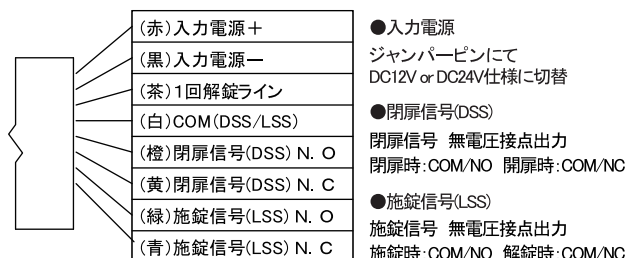 (赤)入力電源＋
(黒)入力電源ー
(茶)1回解錠ライン
(白)COM(DSS/LSS)
(橙)閉扉信号(DSS) N. O
(黄)閉扉信号(DSS) N. C
(緑)施錠信号(LSS) N. O
(青)施錠信号(LSS) N. C
●入力電源
ジャンパーピンにて
DC12V or DC24V仕様に切替
●閉扉信号(DSS)
閉扉信号 無電圧接点出力
閉扉時:COM/NO 開扉時:COM/NC
●施錠信号(LSS)
施錠信号 無電圧接点出力
施錠時:COM/NO 解錠時:COM/NC